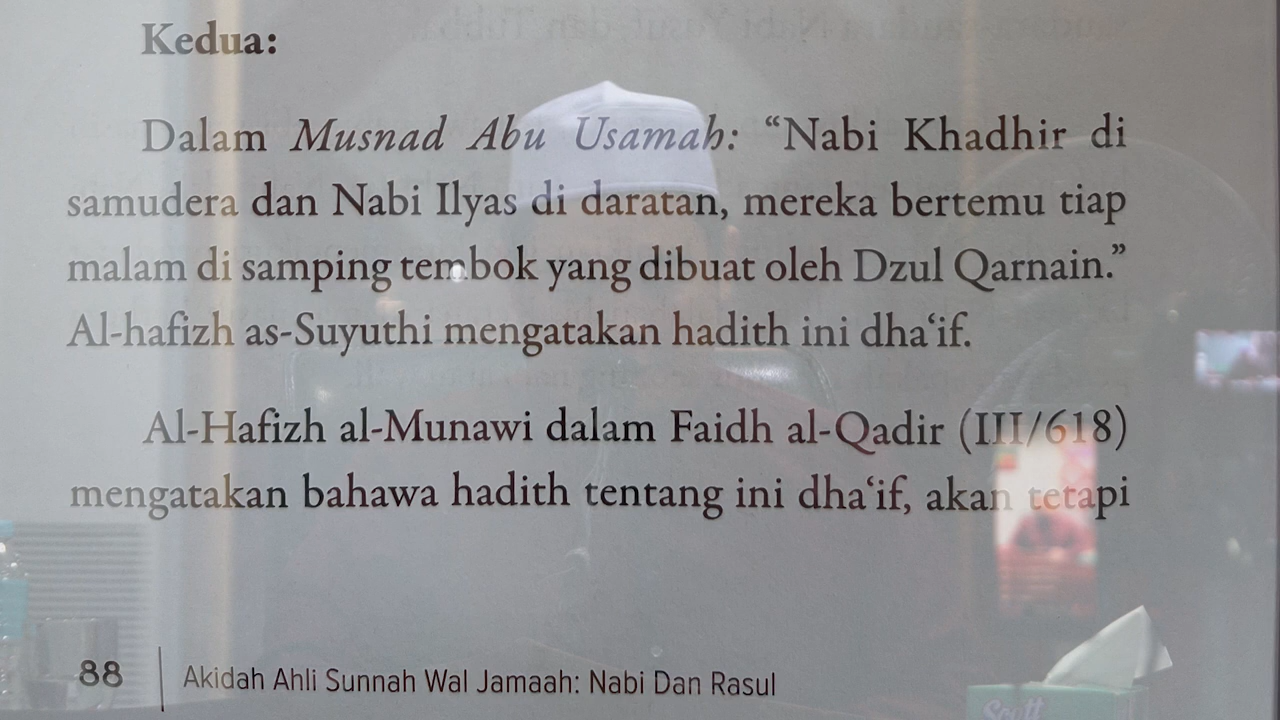 Kedua:
Dalam Musnad Abu Usamah: “Nabi Khadhir di
samudera dan Nabi Ilyas di daratan, mereka bertemu tiap
malam di samping tembok yang dibuat oleh Dzul Qarnain.”
Al-hafizh as-Suyuthi mengatakan hadith ini dha‘if.
Al-Hafizh al-Munawi dalam Faidh al-Qadir (III/618)
mengatakan bahawa hadith tentang ini dha‘if, akan tetapi
88 | Akidah Ahli Sunnah Wal Jamaah: Nabi Dan Rasul
Scott